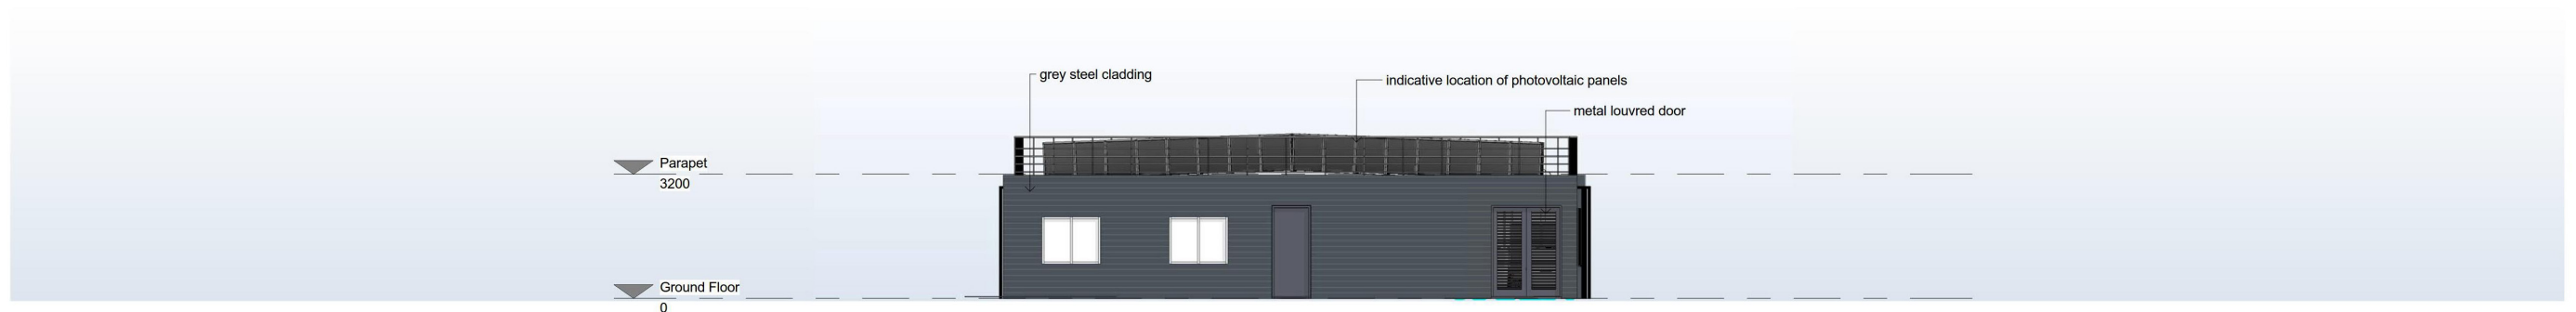 grey steel cladding
indicative location of photovoltaic panels
metal louvred door
Parapet
3200
Ground Floor
0